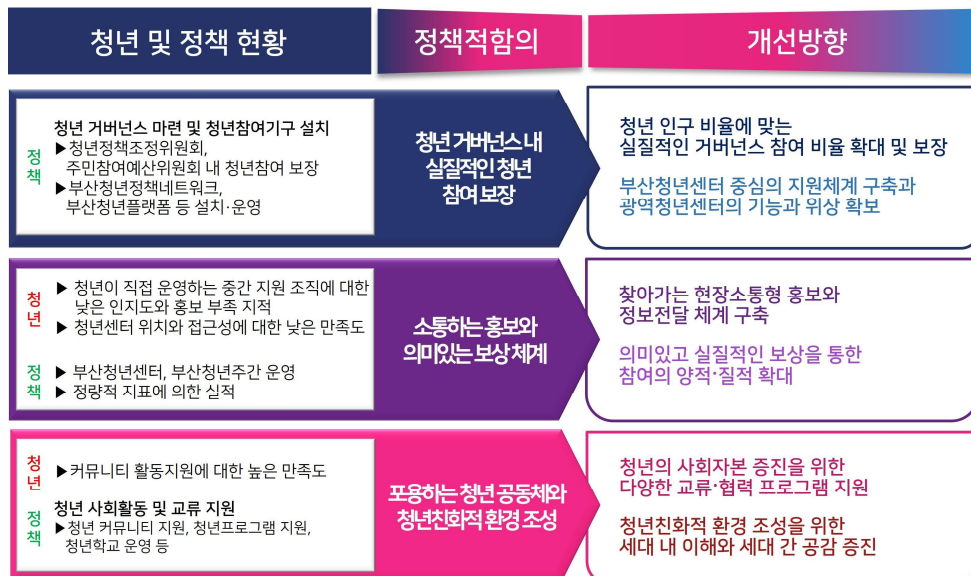 청년 및 정책 현황
정책적함의
개선방향
정책
청년 거버넌스 마련 및 청년참여기구 설치
▶청년정책조정위원회,
주민참여예산위원회 내 청년참여 보장
▶부산청년정책네트워크,
부산청년플랫폼 등 설치·운영
청년 거버넌스 내
실질적인 청년
참여 보장
청년 인구 비율에 맞는
실질적인 거버넌스 참여 비율 확대 및 보장
부산청년센터 중심의 지원체계 구축과
광역청년센터의 기능과 위상 확보
청년
▶ 청년이 직접 운영하는 중간 지원 조직에 대한
낮은 인지도와 홍보 부족 지적
▶ 청년센터 위치와 접근성에 대한 낮은 만족도
정책
▶ 부산청년센터, 부산청년주간 운영
▶ 정량적 지표에 의한 실적
소통하는 홍보와
의미있는 보상 체계
찾아가는 현장소통형 홍보와
정보전달 체계 구축
의미있고 실질적인 보상을 통한
참여의 양적·질적 확대
청년
▶커뮤니티 활동지원에 대한 높은 만족도
정책
청년 사회활동 및 교류 지원
▶청년 커뮤니티 지원, 청년프로그램 지원,
청년학교 운영 등
포용하는 청년 공동체와
청년친화적 환경 조성
청년의 사회자본 증진을 위한
다양한 교류·협력 프로그램 지원
청년친화적 환경 조성을 위한
세대 내 이해와 세대 간 공감 증진